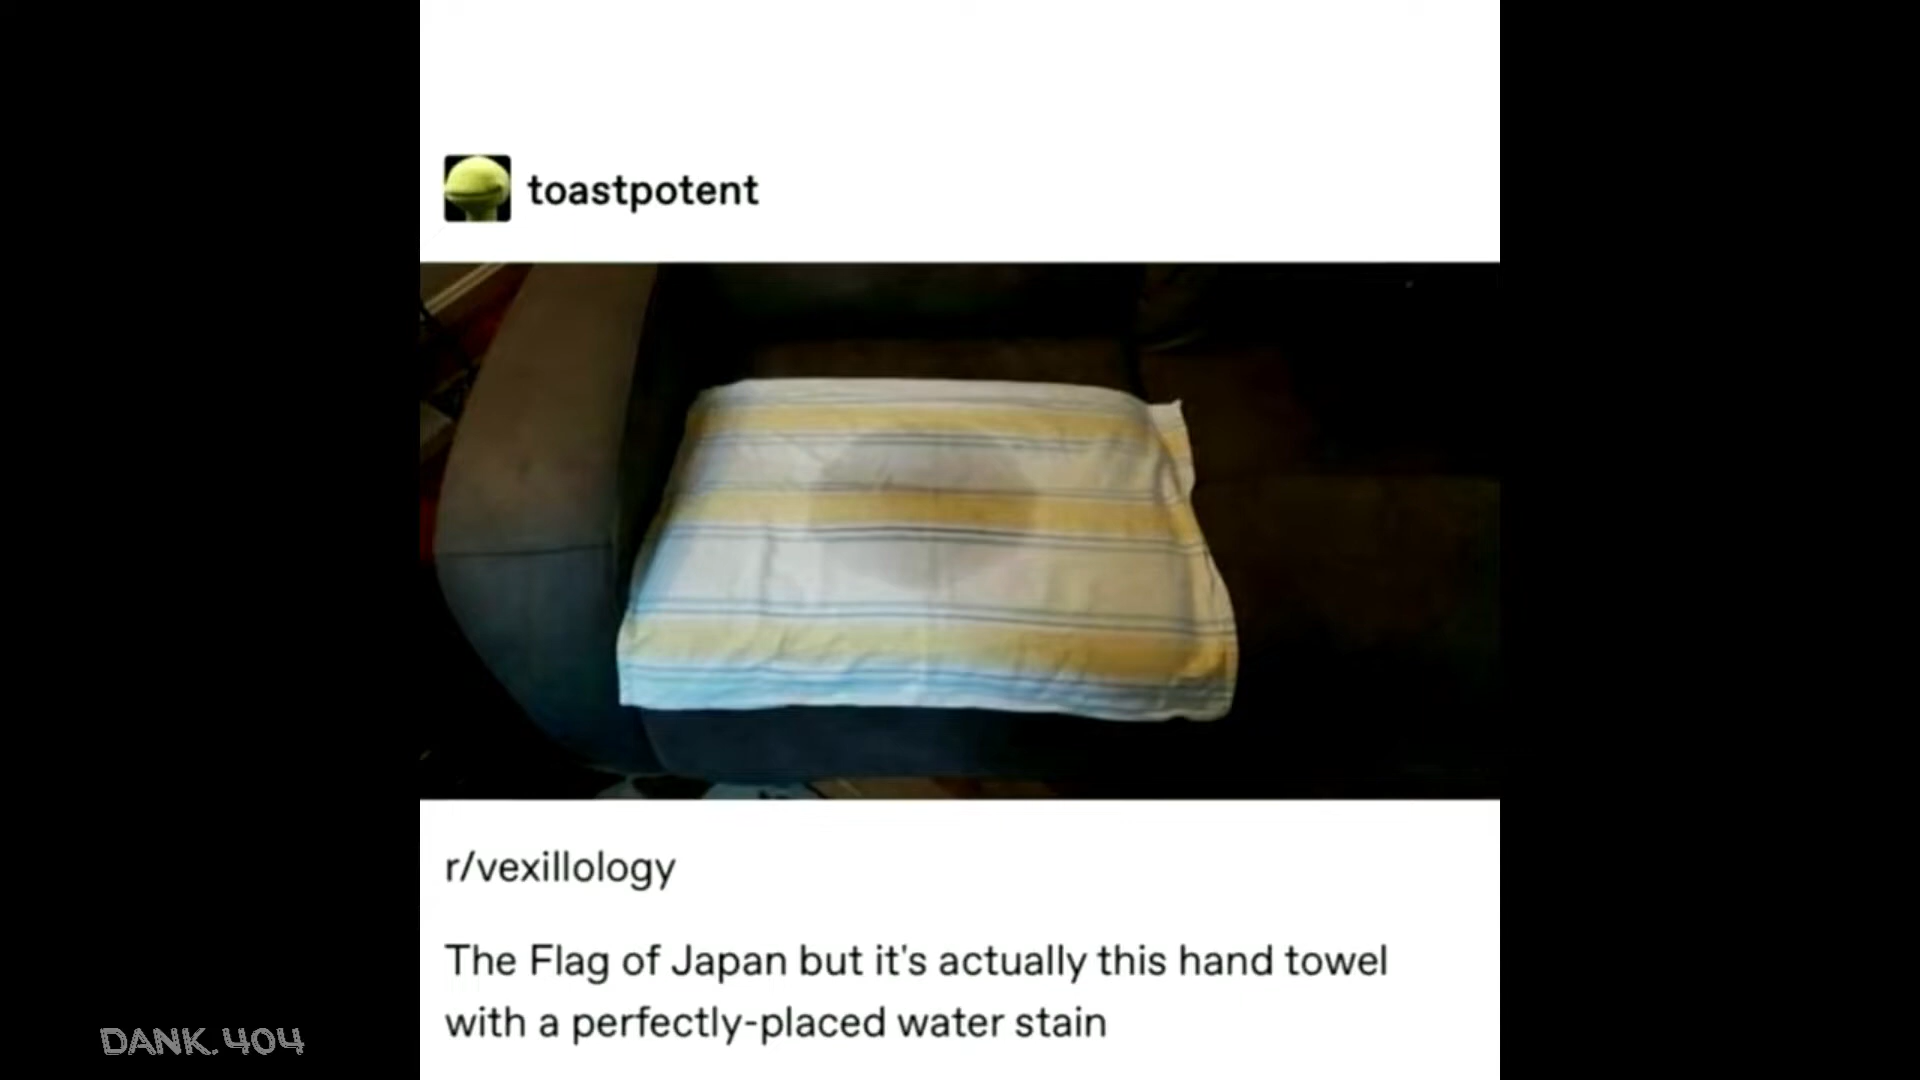 toastpotent
r/vexillology
The Flag of Japan but it's actually this hand towel
with a perfectly-placed water stain
DANK.404